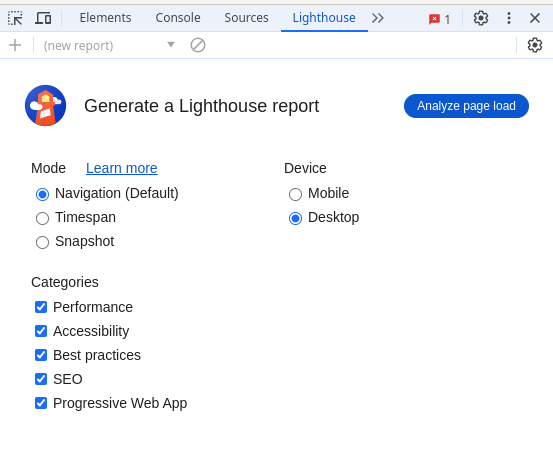 Elements Console Sources Lighthouse 1
(new report)
Generate a Lighthouse report Analyze page load
Mode Learn more Device
Navigation (Default) Mobile
Timespan Desktop
Snapshot
Categories
Performance
Accessibility
Best practices
SEO
Progressive Web App